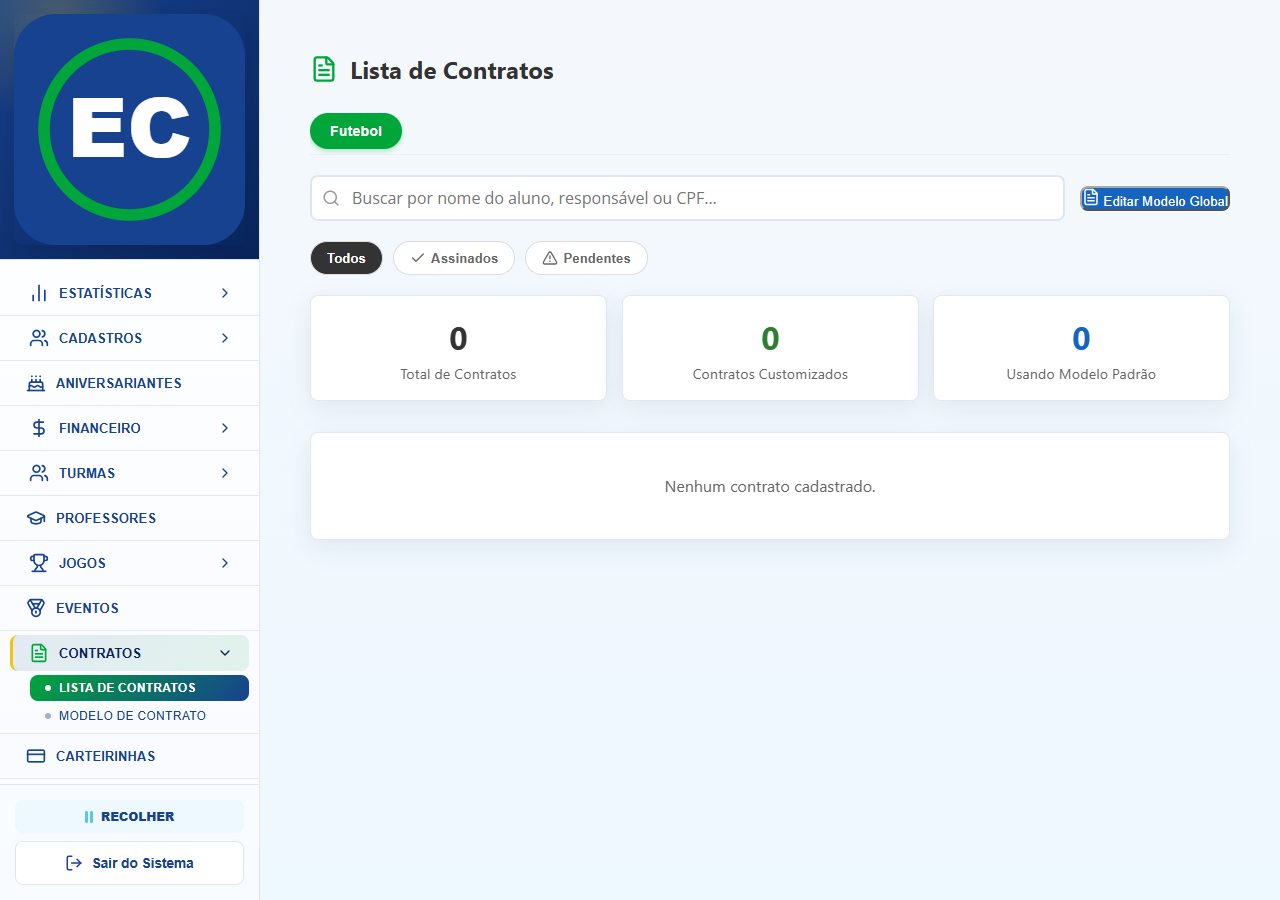 EC
ESTATÍSTICAS
CADASTROS
ANIVERSARIANTES
FINANCEIRO
TURMAS
PROFESSORES
JOGOS
EVENTOS
CONTRATOS
LISTA DE CONTRATOS
MODELO DE CONTRATO
CARTEIRINHAS
RECOLHER
Sair do Sistema
Lista de Contratos
Futebol
Buscar por nome do aluno, responsável ou CPF...
Editar Modelo Global
Todos
Assinados
Pendentes
0
Total de Contratos
0
Contratos Customizados
0
Usando Modelo Padrão
Nenhum contrato cadastrado.